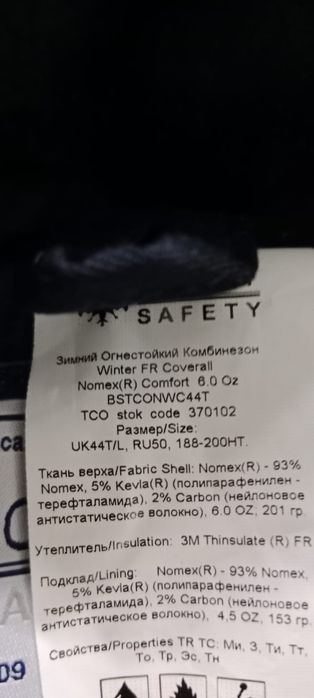 SAFETY
Зимний Огнестойкий Комбинезон
Winter FR Coverall
Nomex(R) Comfort 6.0 Oz
BSTCONWC44T
TCO stok code 370102
Размер/Size:
UK44T/L, RU50, 188-200HT.
Ткань верха/Fabric Shell: Nomex(R) - 93%
Nomex, 5% Kevla(R) (полипарафенилен -
терефталамида), 2% Carbon (нейлоновое
антистатическое волокно), 6.0 OZ, 201 гр.
Утеплитель/Insulation: 3M Thinsulate (R) FR
Подклад/Lining: Nomex(R) - 93% Nomex,
5% Kevla(R) (полипарафенилен -
терефталамида), 2% Carbon (нейлоновое
антистатическое волокно), 4,5 OZ, 153 гр.
Свойства/Properties TR TC: Ми, З, Ти, Тт,
То, Тр, Эс, Тн